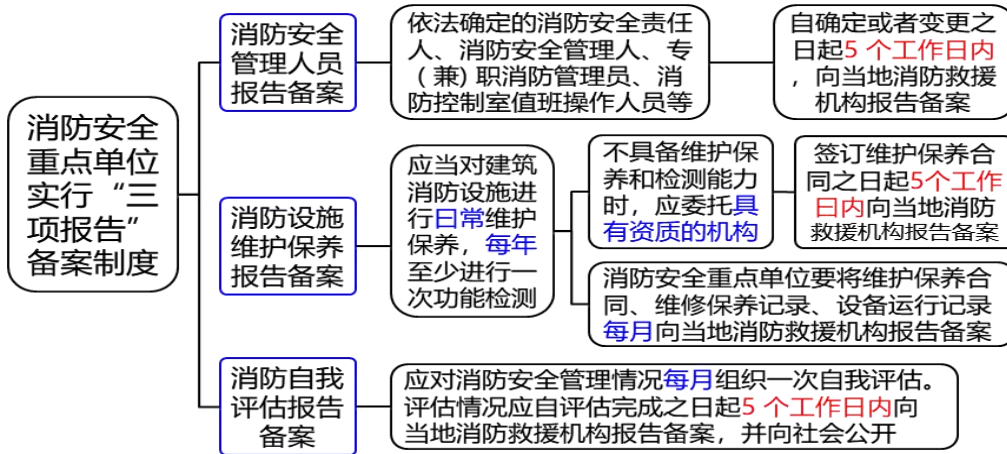 消防安全
重点单位
实行“三
项报告”
备案制度
消防安全
管理人员
报告备案
依法确定的消防安全责任
人、消防安全管理人、专
（兼）职消防管理员、消
防控制室值班操作人员等
自确定或者变更之
日起5 个工作日内
，向当地消防救援
机构报告备案
消防设施
维护保养
报告备案
应当对建筑
消防设施进
行日常维护
保养，每年
至少进行一
次功能检测
不具备维护保
养和检测能力
时，应委托具
有资质的机构
签订维护保养合
同之日起5个工作
日内向当地消防
救援机构报告备案
消防安全重点单位要将维护保养合
同、维修保养记录、设备运行记录
每月向当地消防救援机构报告备案
消防自我
评估报告
备案
应对消防安全管理情况每月组织一次自我评估。
评估情况应自评估完成之日起5 个工作日内向
当地消防救援机构报告备案，并向社会公开